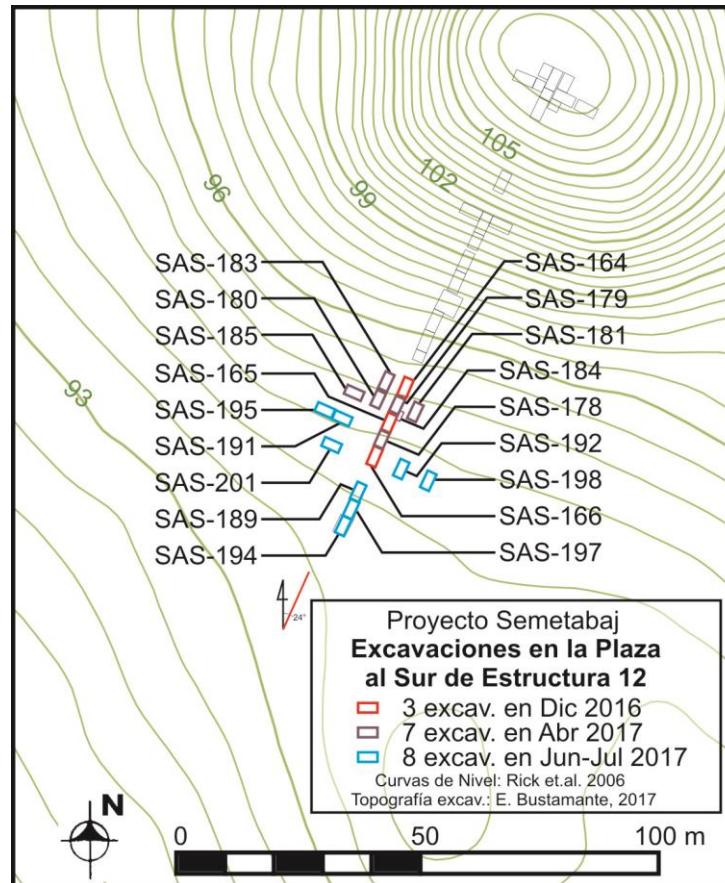 105
102
99
96
93
SAS-183
SAS-180
SAS-185
SAS-165
SAS-195
SAS-191
SAS-201
SAS-189
SAS-194
SAS-164
SAS-179
SAS-181
SAS-184
SAS-178
SAS-192
SAS-198
SAS-166
SAS-197
24°
Proyecto Semetabaj
Excavaciones en la Plaza
al Sur de Estructura 12
3 excav. en Dic 2016
7 excav. en Abr 2017
8 excav. en Jun-Jul 2017
Curvas de Nivel: Rick et.al. 2006
Topografía excav.: E. Bustamante, 2017
N
0 50 100 m